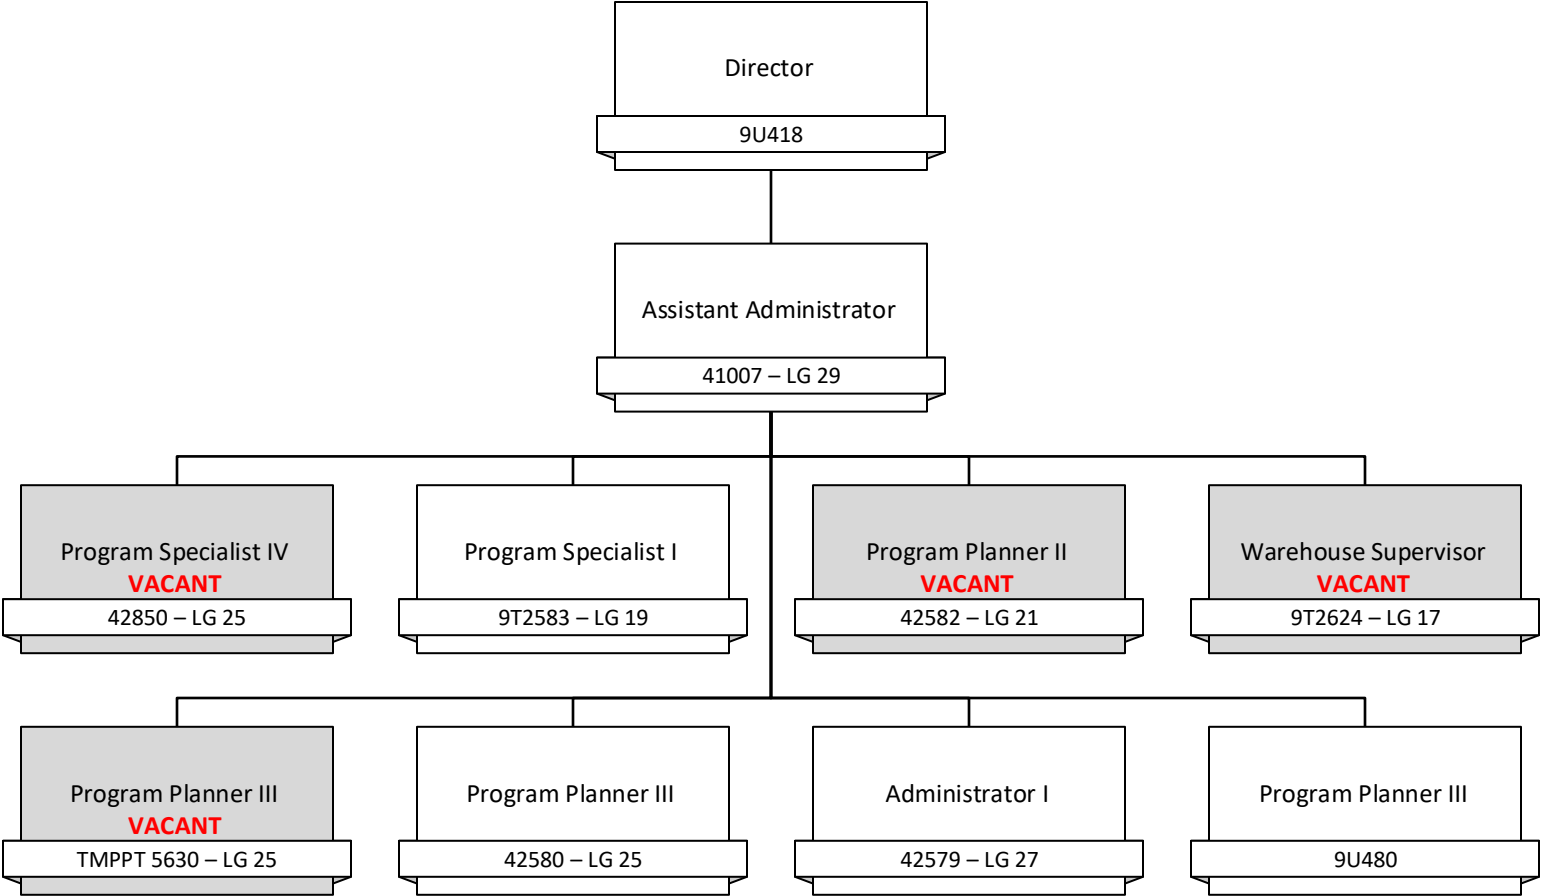 Director
9U418
Assistant Administrator
41007 – LG 29
Program Specialist IV
VACANT
42850 – LG 25
Program Specialist I
9T2583 – LG 19
Program Planner II
VACANT
42582 – LG 21
Warehouse Supervisor
VACANT
9T2624 – LG 17
Program Planner III
VACANT
TMPPT 5630 – LG 25
Program Planner III
42580 – LG 25
Administrator I
42579 – LG 27
Program Planner III
9U480